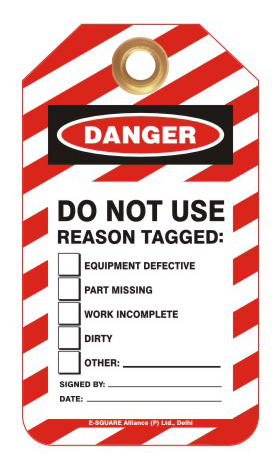 DANGER
DO NOT USE
REASON TAGGED:
EQUIPMENT DEFECTIVE
PART MISSING
WORK INCOMPLETE
DIRTY
OTHER:
SIGNED BY:
DATE:
E-SQUARE Alliance (P) Ltd., Delhi